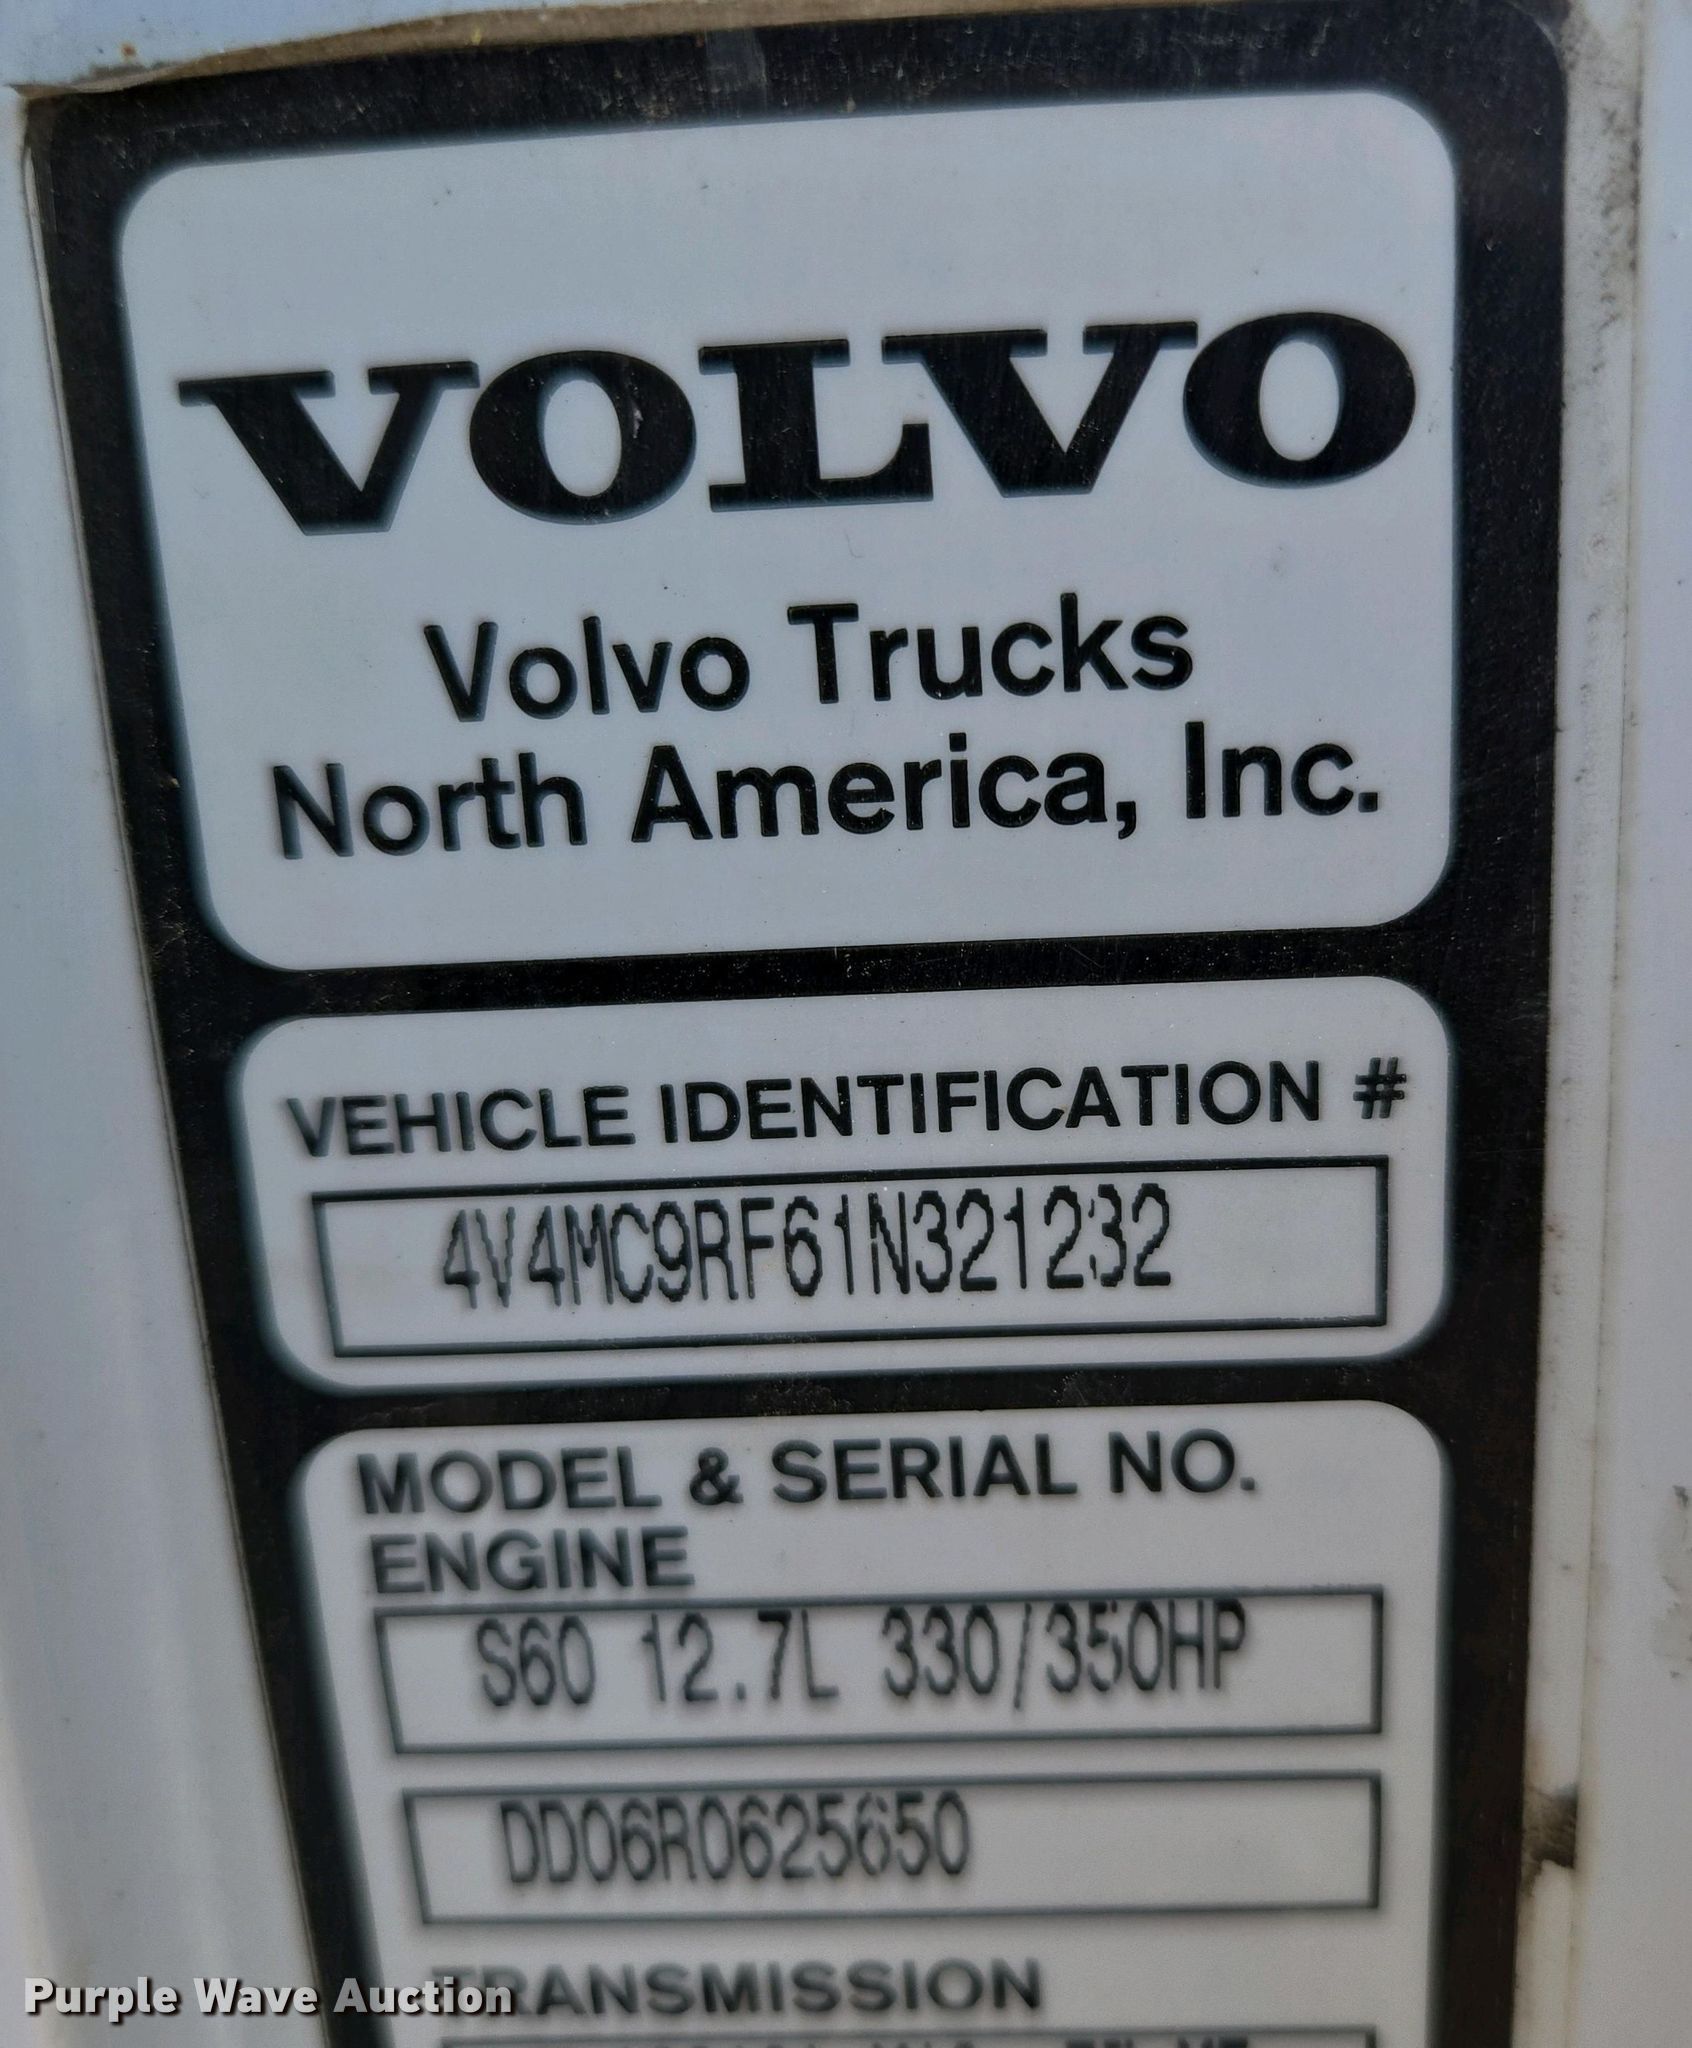 VOLVO
Volvo Trucks
North America, Inc.
VEHICLE IDENTIFICATION #
4V4MC9RF61N321232
MODEL & SERIAL NO.
ENGINE
S60 12.7L 330/350HP
DD06R0625650
TRANSMISSION
Purple Wave Auction